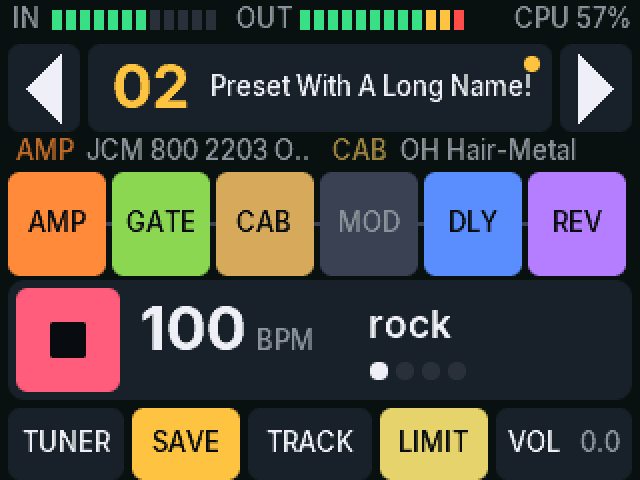 IN OUT CPU 57%
02 Preset With A Long Name!
AMP JCM 800 2203 O.. CAB OH Hair-Metal
AMP GATE CAB MOD DLY REV
100 BPM rock
TUNER SAVE TRACK LIMIT VOL 0.0